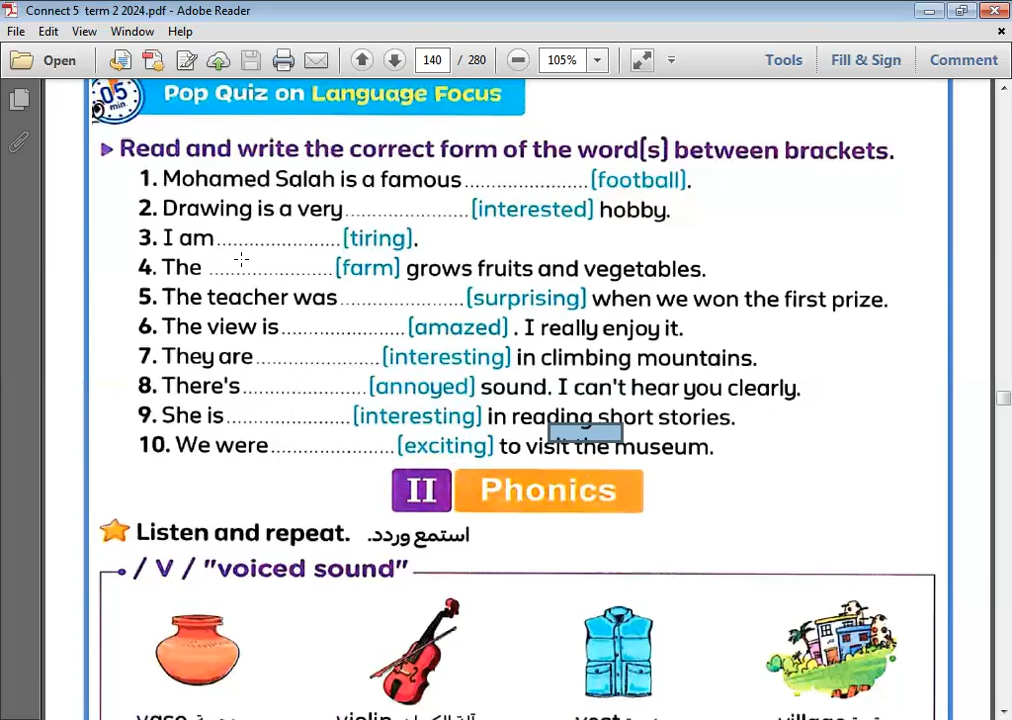 Connect 5 term 2 2024.pdf - Adobe Reader
File Edit View Window Help
Open 140 / 280 105% Tools Fill & Sign Comment
05 min. Pop Quiz on Language Focus
Read and write the correct form of the word[s] between brackets.
1. Mohamed Salah is a famous ...................... (football).
2. Drawing is a very ...................... (interested) hobby.
3. I am ...................... (tiring).
4. The ...................... (farm) grows fruits and vegetables.
5. The teacher was ...................... (surprising) when we won the first prize.
6. The view is ...................... (amazed) . I really enjoy it.
7. They are ...................... (interesting) in climbing mountains.
8. There's ...................... (annoyed) sound. I can't hear you clearly.
9. She is ...................... (interesting) in reading short stories.
10. We were ...................... (exciting) to visit the museum.
II Phonics
Listen and repeat. استمع وردد.
/ V / "voiced sound"
vase violin vest village